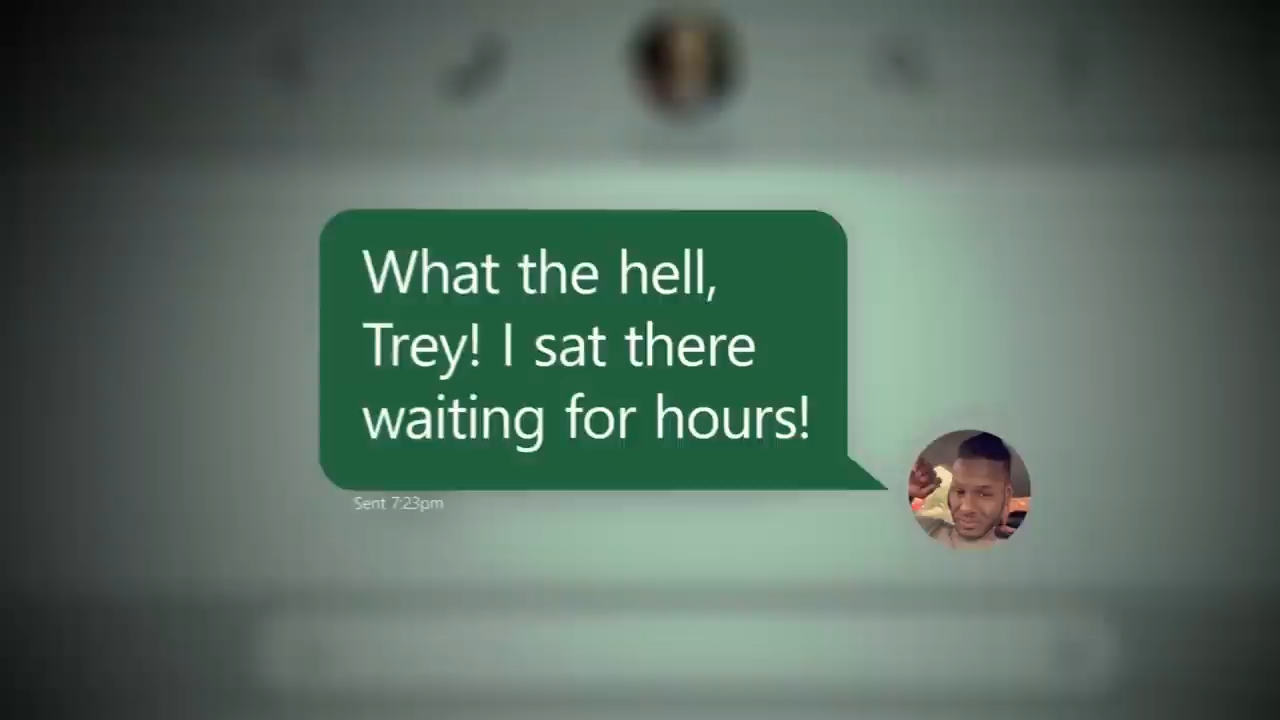 What the hell,
Trey! I sat there
waiting for hours!
Sent 7:23pm